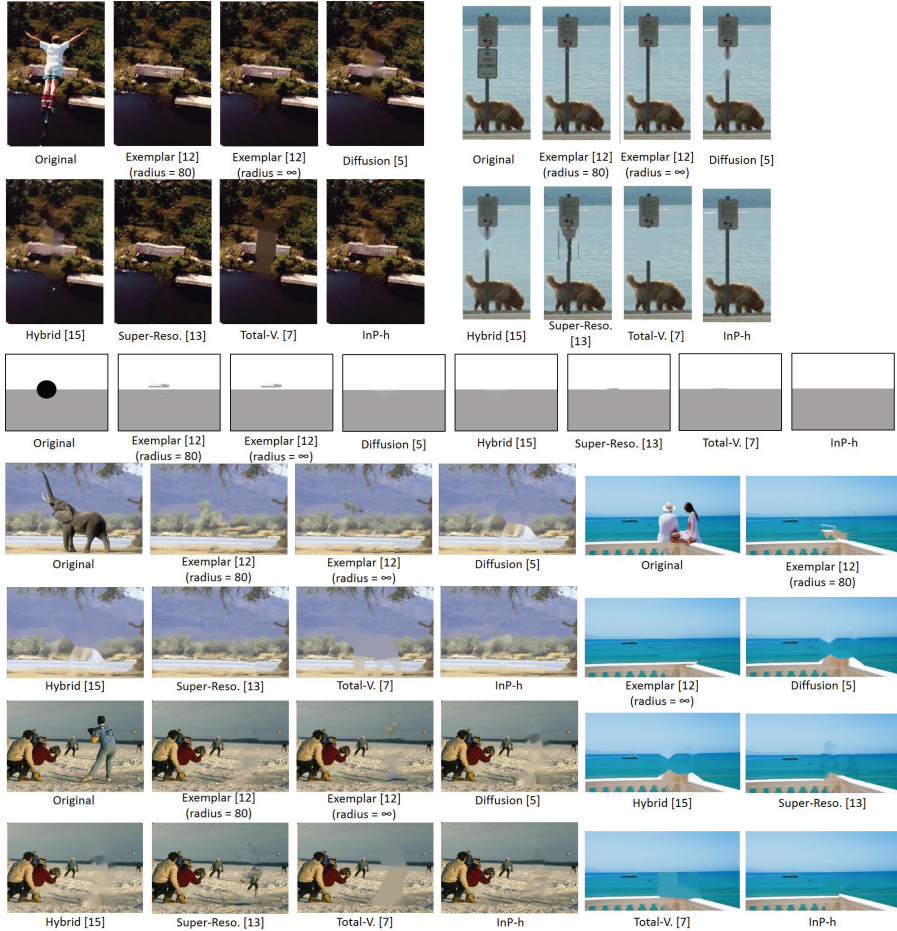 Original
Exemplar [12]
(radius = 80)
Exemplar [12]
(radius = ∞)
Diffusion [5]
Original
Exemplar [12]
(radius = 80)
Exemplar [12]
(radius = ∞)
Diffusion [5]
Hybrid [15]
Super-Reso. [13]
Total-V. [7]
InP-h
Hybrid [15]
Super-Reso.
[13]
Total-V. [7]
InP-h
Original
Exemplar [12]
(radius = 80)
Exemplar [12]
(radius = ∞)
Diffusion [5]
Hybrid [15]
Super-Reso. [13]
Total-V. [7]
InP-h
Original
Exemplar [12]
(radius = 80)
Exemplar [12]
(radius = ∞)
Diffusion [5]
Original
Exemplar [12]
(radius = 80)
Hybrid [15]
Super-Reso. [13]
Total-V. [7]
InP-h
Exemplar [12]
(radius = ∞)
Diffusion [5]
Original
Exemplar [12]
(radius = 80)
Exemplar [12]
(radius = ∞)
Diffusion [5]
Hybrid [15]
Super-Reso. [13]
Hybrid [15]
Super-Reso. [13]
Total-V. [7]
InP-h
Total-V. [7]
InP-h